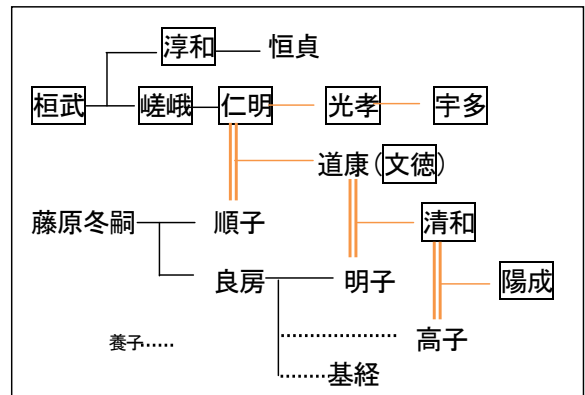 淳和 恒貞
桓武 嵯峨 仁明 光孝 宇多
道康(文徳)
藤原冬嗣 順子 清和
良房 明子 陽成
養子…… 高子
基経